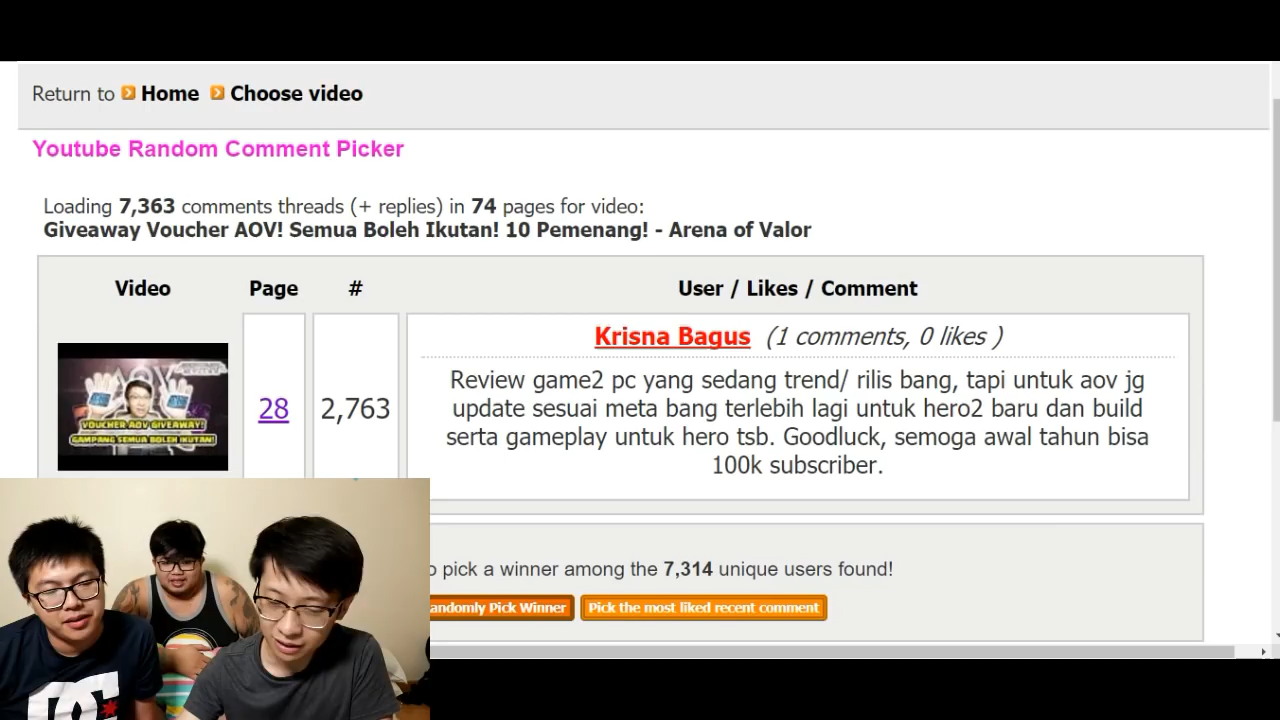 Return to Home Choose video
Youtube Random Comment Picker
Loading 7,363 comments threads (+ replies) in 74 pages for video:
Giveaway Voucher AOV! Semua Boleh Ikutan! 10 Pemenang! - Arena of Valor
Video Page # User / Likes / Comment
Krisna Bagus (1 comments, 0 likes )
VOUCHER AOV GIVEAWAY!
GAMPANG SEMUA BOLEH IKUTAN!
28 2,763
Review game2 pc yang sedang trend/ rilis bang, tapi untuk aov jg
update sesuai meta bang terlebih lagi untuk hero2 baru dan build
serta gameplay untuk hero tsb. Goodluck, semoga awal tahun bisa
100k subscriber.
o pick a winner among the 7,314 unique users found!
andomly Pick Winner Pick the most liked recent comment
DC